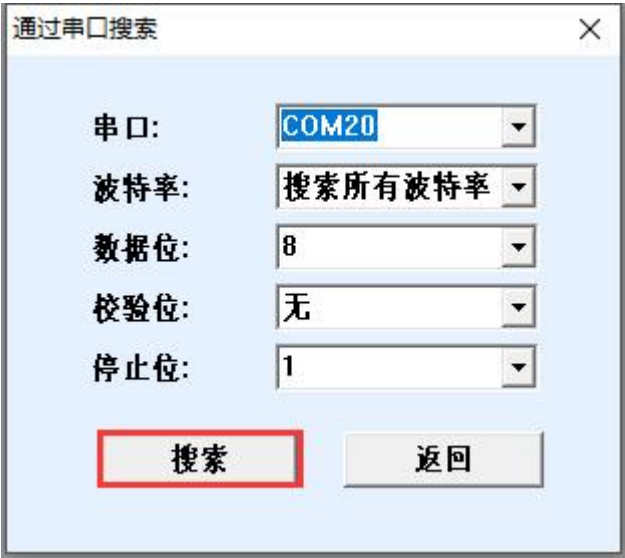 通过串口搜索
串口: COM20
波特率: 搜索所有波特率
数据位: 8
校验位: 无
停止位: 1
搜索 返回